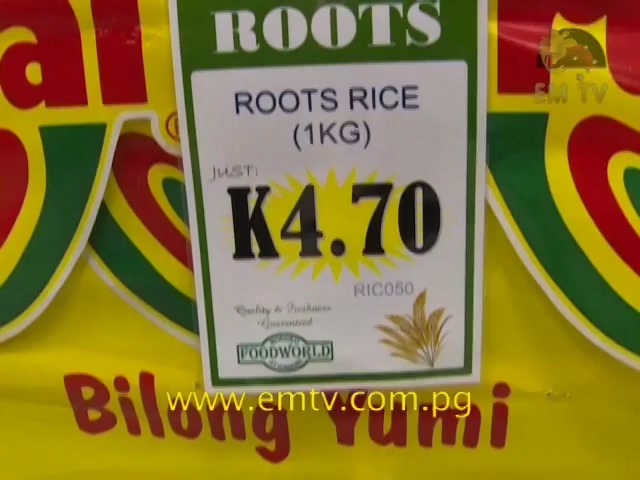 al
ROOTS
EM TV
ROOTS RICE
(1KG)
JUST:
K4.70
RIC050
Quality & Freshness
Guaranteed
FOODWORLD
www.emtv.com.pg
Bilong Yumi